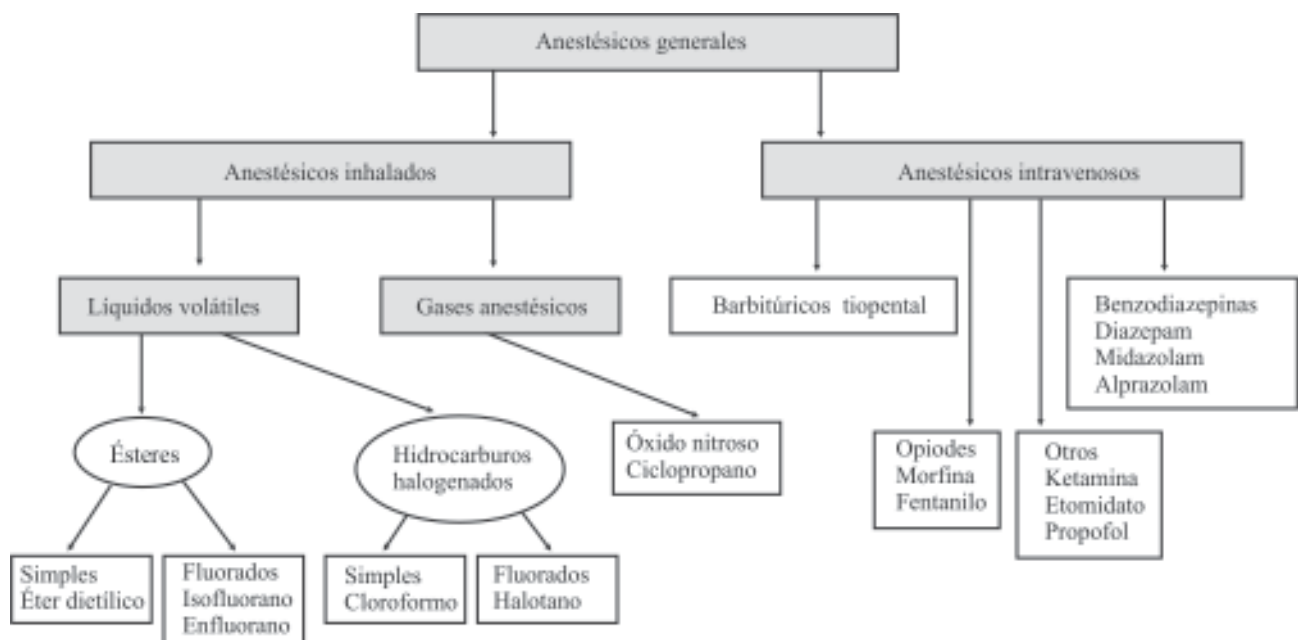 Anestésicos generales
Anestésicos inhalados
Anestésicos intravenosos
Líquidos volátiles
Gases anestésicos
Barbitúricos tiopental
Benzodiazepinas
Diazepam
Midazolam
Alprazolam
Ésteres
Hidrocarburos
halogenados
Óxido nitroso
Ciclopropano
Opiodes
Morfina
Fentanilo
Otros
Ketamina
Etomidato
Propofol
Simples
Éter dietílico
Fluorados
Isofluorano
Enfluorano
Simples
Cloroformo
Fluorados
Halotano